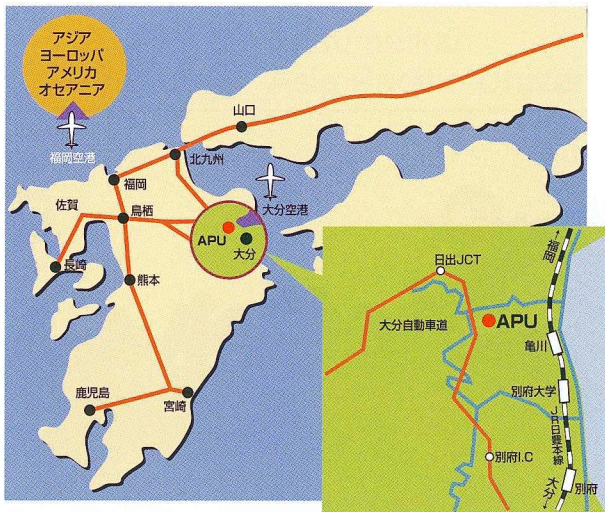 アジア
ヨーロッパ
アメリカ
オセアニア
福岡空港
山口
北九州
福岡
大分空港
佐賀
鳥栖
APU
大分
長崎
熊本
鹿児島
宮崎
←福岡
日出JCT
大分自動車道
APU
亀川
別府大学
JR日豊本線
別府I.C
別府
大分→